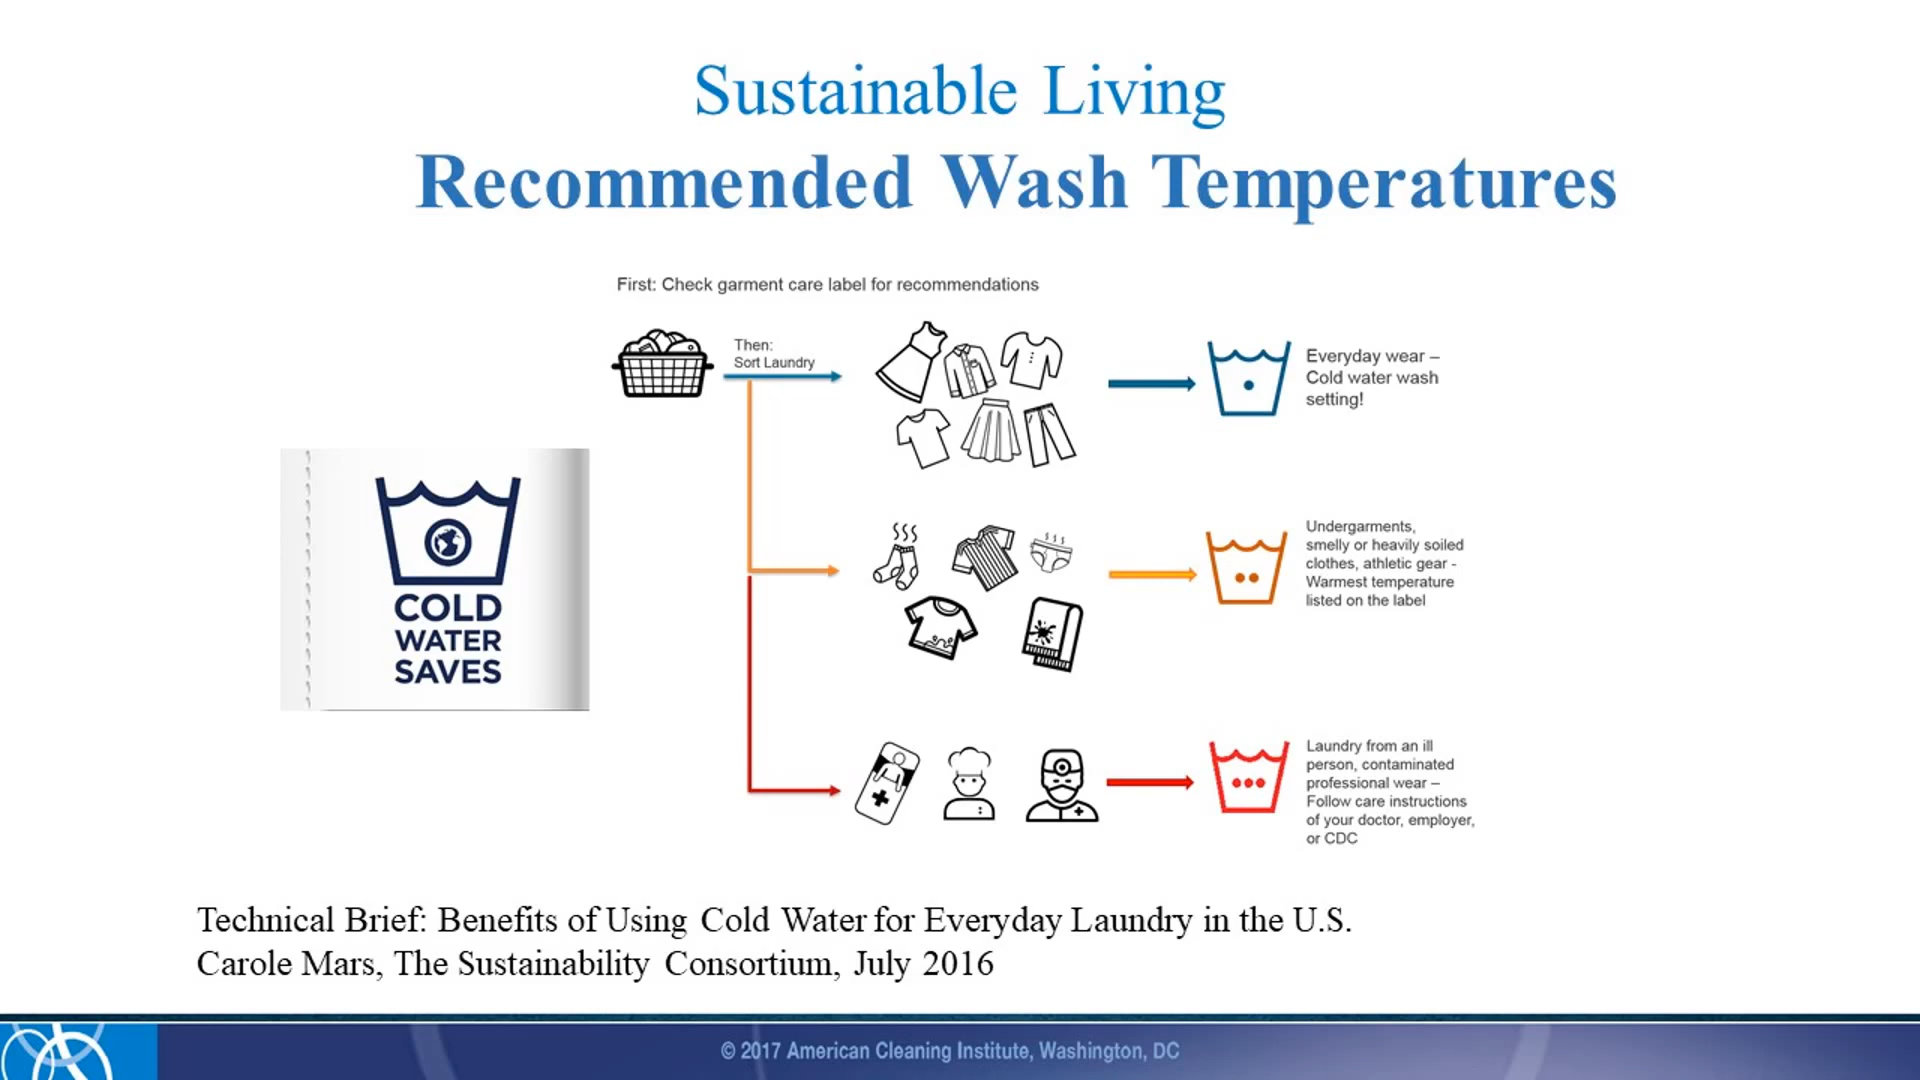 Sustainable Living
Recommended Wash Temperatures
First: Check garment care label for recommendations
Then:
Sort Laundry
Everyday wear –
Cold water wash
setting!
COLD
WATER
SAVES
Undergarments,
smelly or heavily soiled
clothes, athletic gear -
Warmest temperature
listed on the label
Laundry from an ill
person, contaminated
professional wear –
Follow care instructions
of your doctor, employer,
or CDC
Technical Brief: Benefits of Using Cold Water for Everyday Laundry in the U.S.
Carole Mars, The Sustainability Consortium, July 2016
© 2017 American Cleaning Institute, Washington, DC